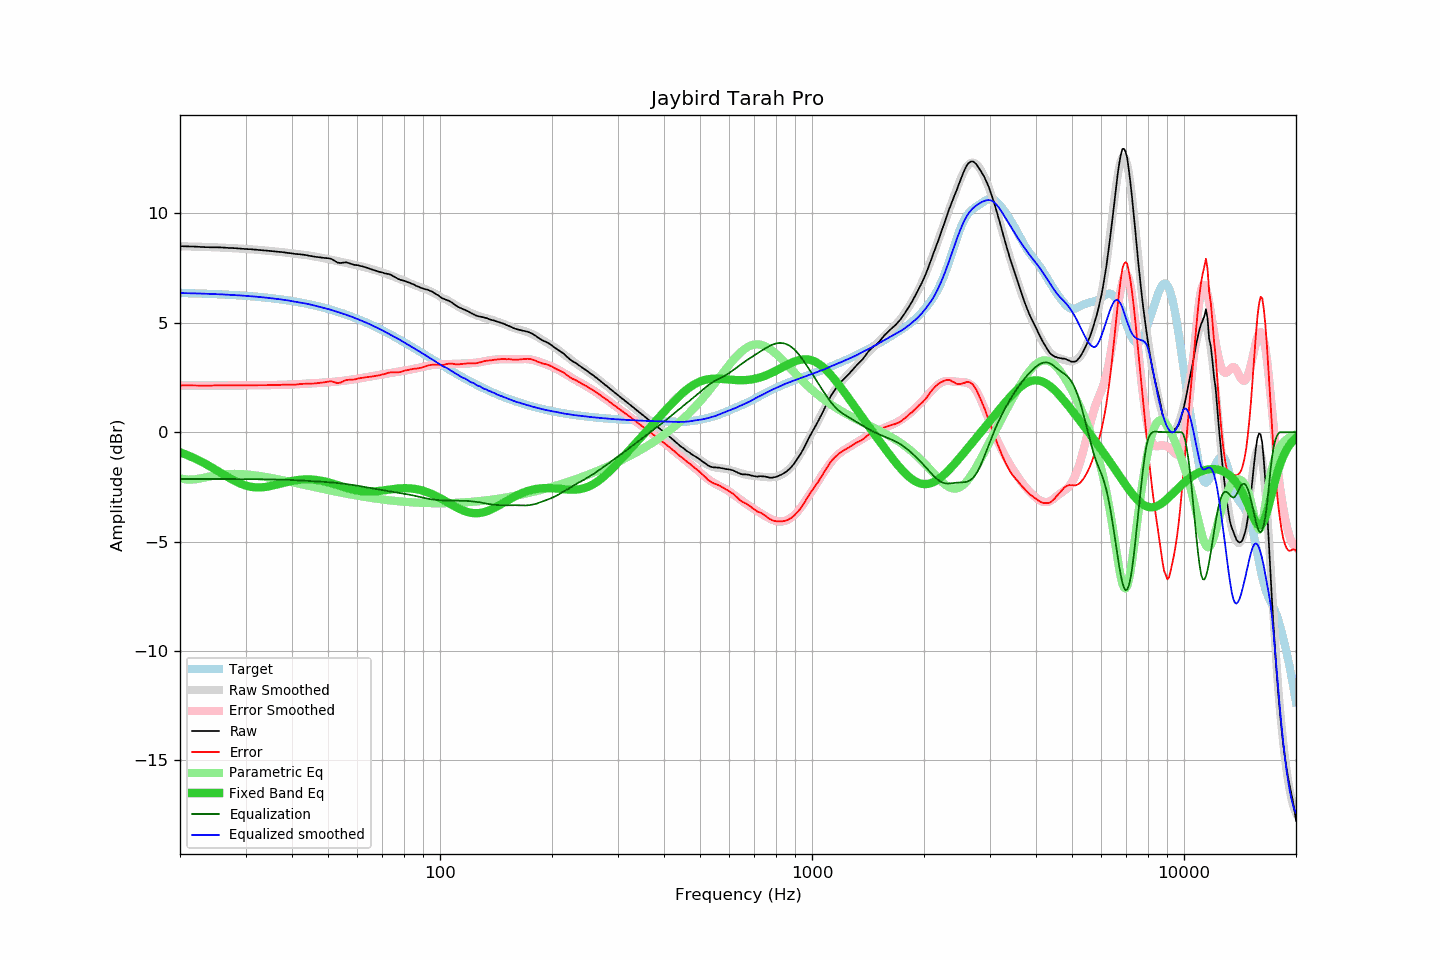 Jaybird Tarah Pro
Amplitude (dBr)
10
5
0
−5
−10
−15
Target
Raw Smoothed
Error Smoothed
Raw
Error
Parametric Eq
Fixed Band Eq
Equalization
Equalized smoothed
100 1000 10000
Frequency (Hz)